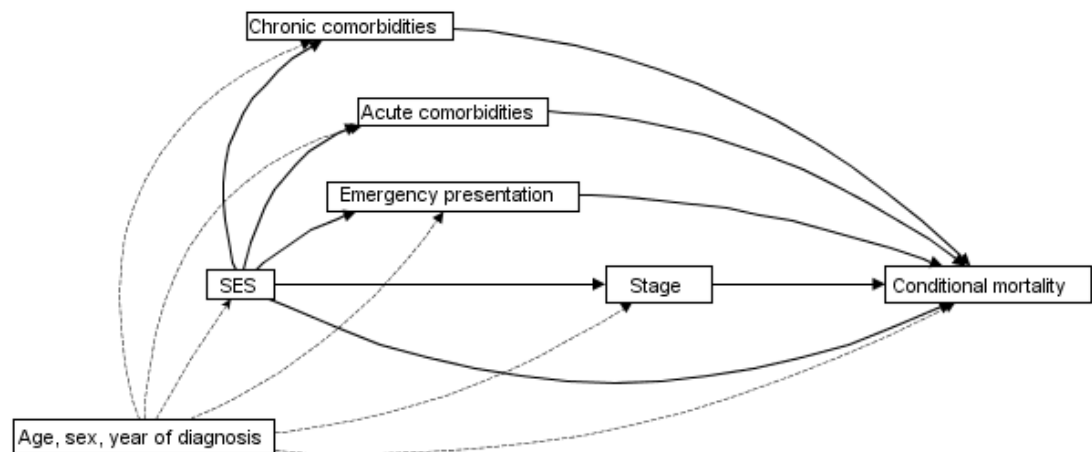 Chronic comorbidities
Acute comorbidities
Emergency presentation
SES
Stage
Conditional mortality
Age, sex, year of diagnosis